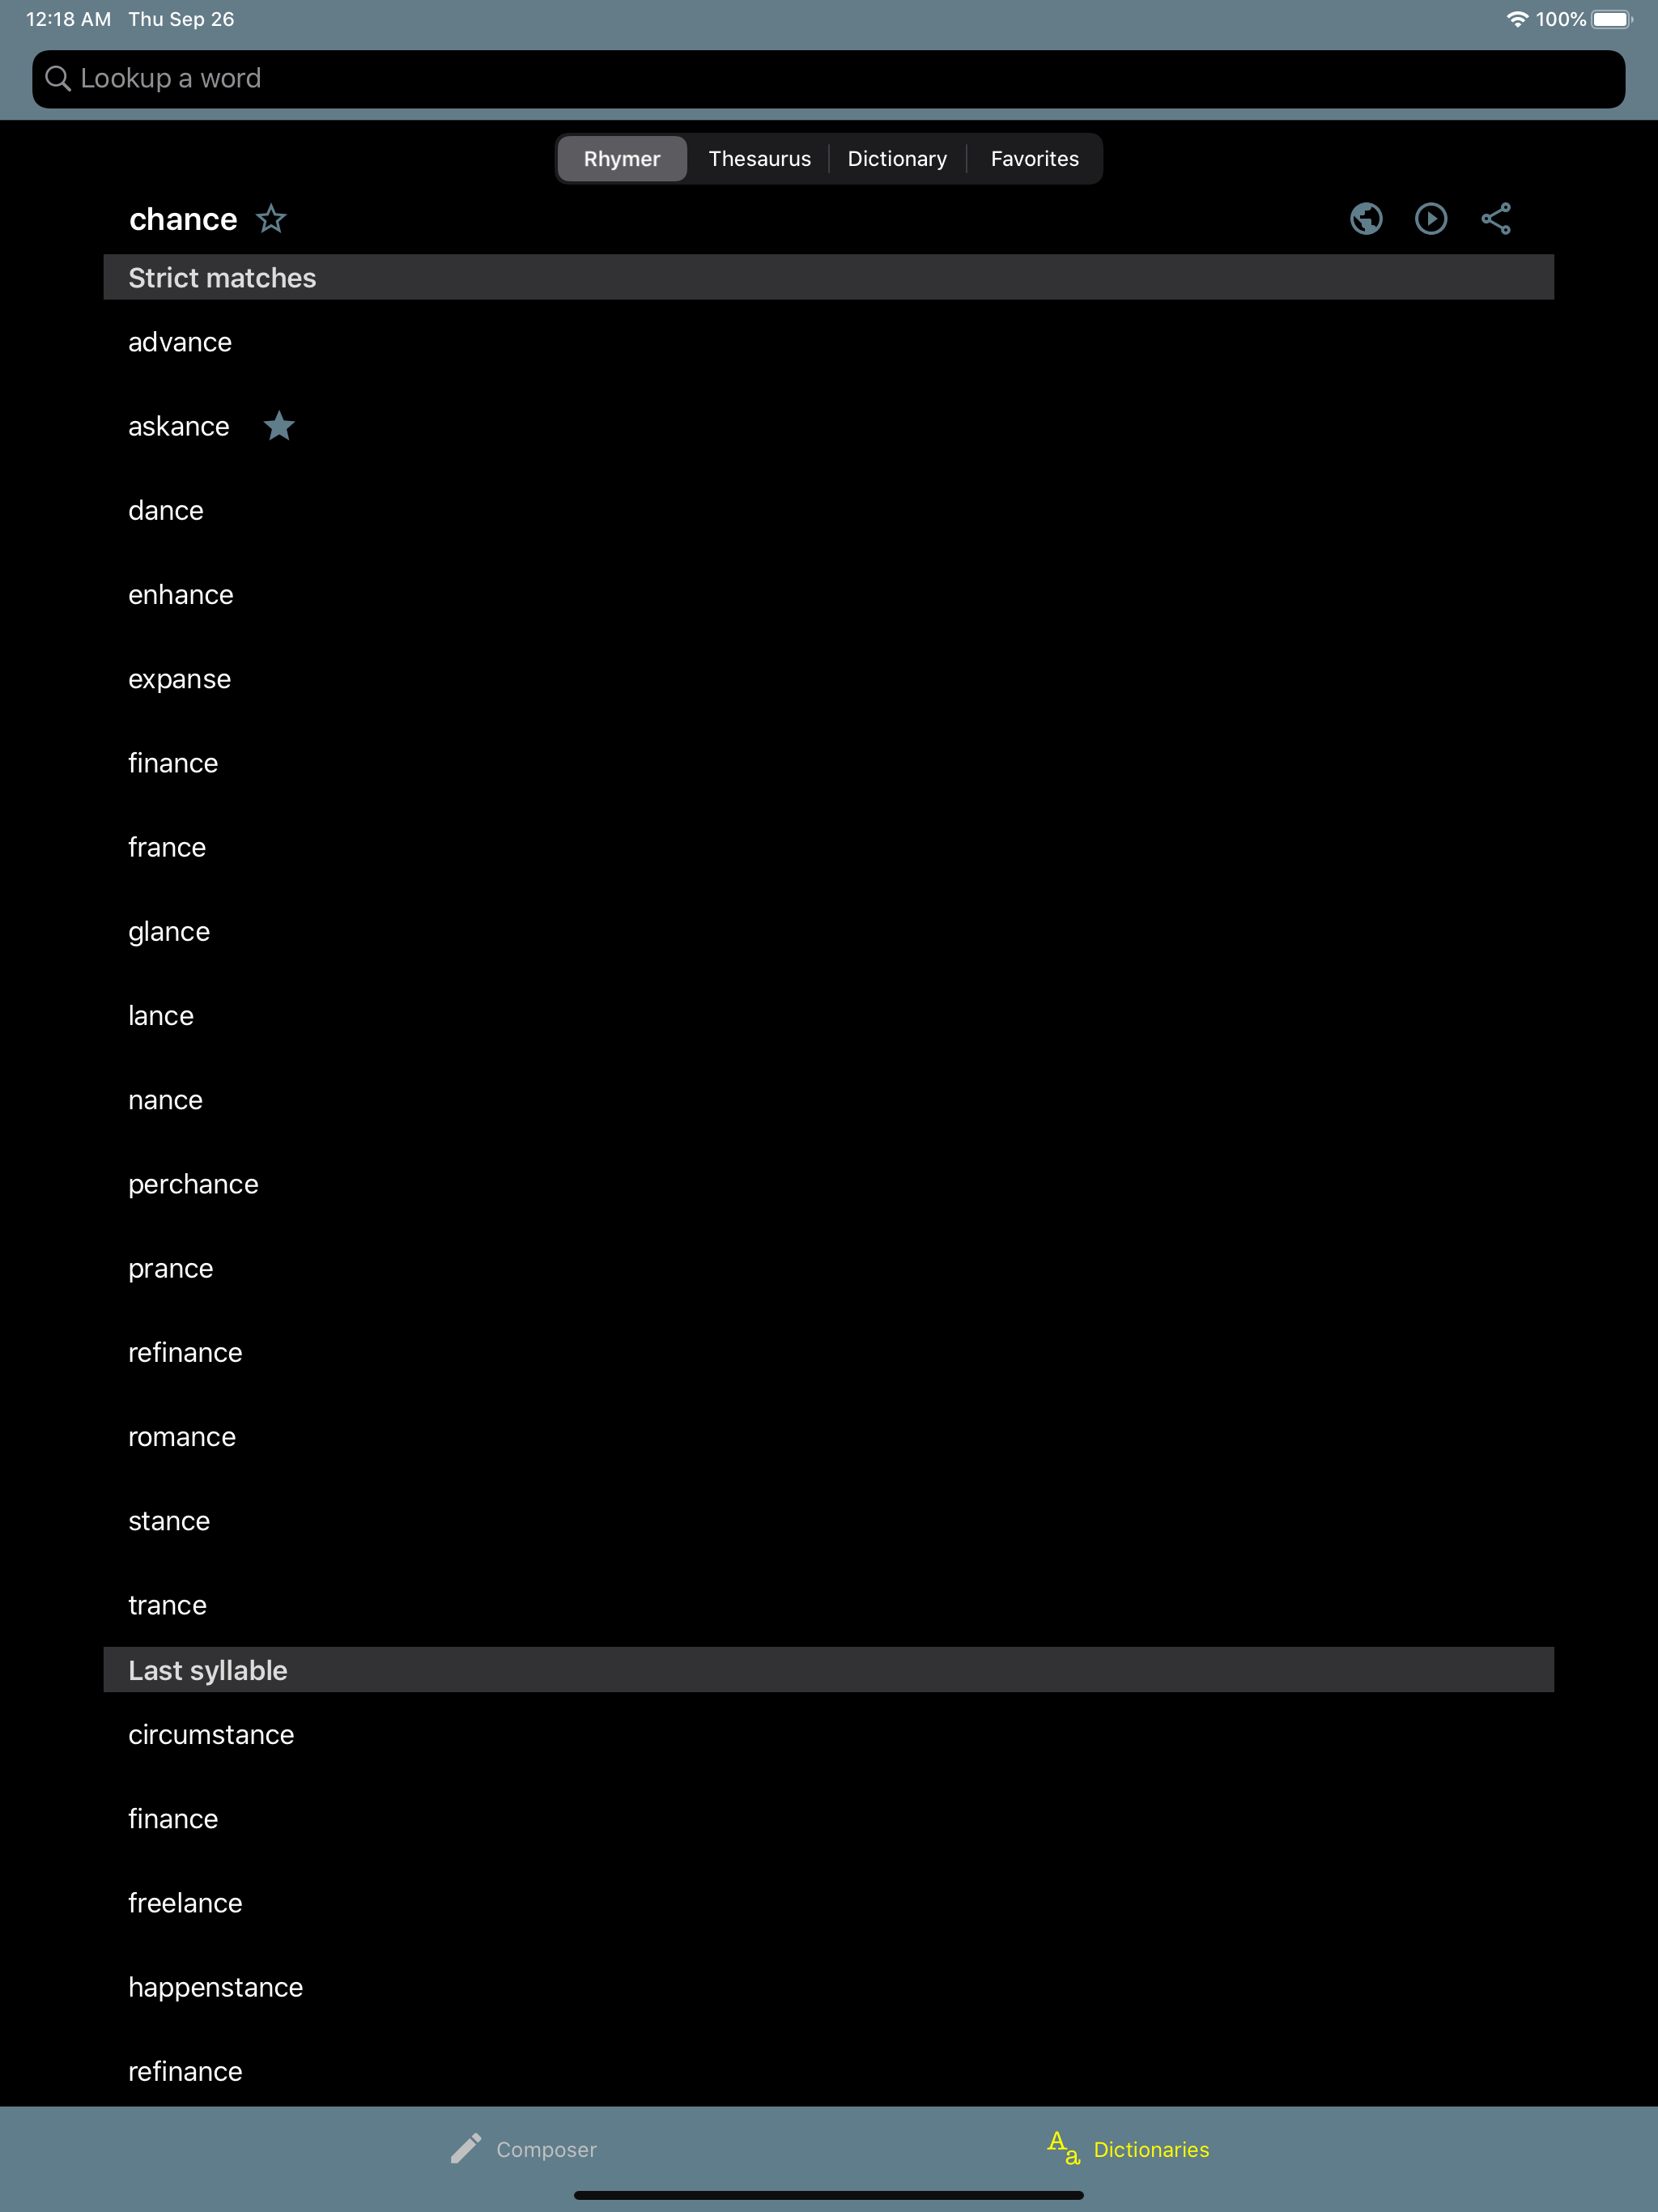 12:18 AM Thu Sep 26 100%
Lookup a word
Rhymer Thesaurus Dictionary Favorites
chance
Strict matches
advance
askance
dance
enhance
expanse
finance
france
glance
lance
nance
perchance
prance
refinance
romance
stance
trance
Last syllable
circumstance
finance
freelance
happenstance
refinance
Composer Aa Dictionaries